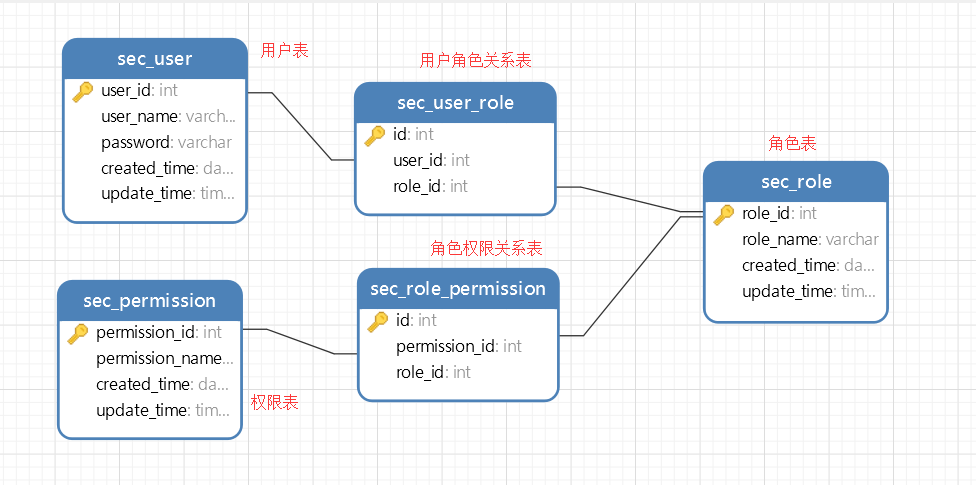 用户表
sec_user
user_id: int
user_name: varch...
password: varchar
created_time: da...
update_time: tim...
用户角色关系表
sec_user_role
id: int
user_id: int
role_id: int
角色表
sec_role
role_id: int
role_name: varchar
created_time: da...
update_time: tim...
角色权限关系表
sec_role_permission
id: int
permission_id: int
role_id: int
sec_permission
permission_id: int
permission_name...
created_time: da...
update_time: tim...
权限表